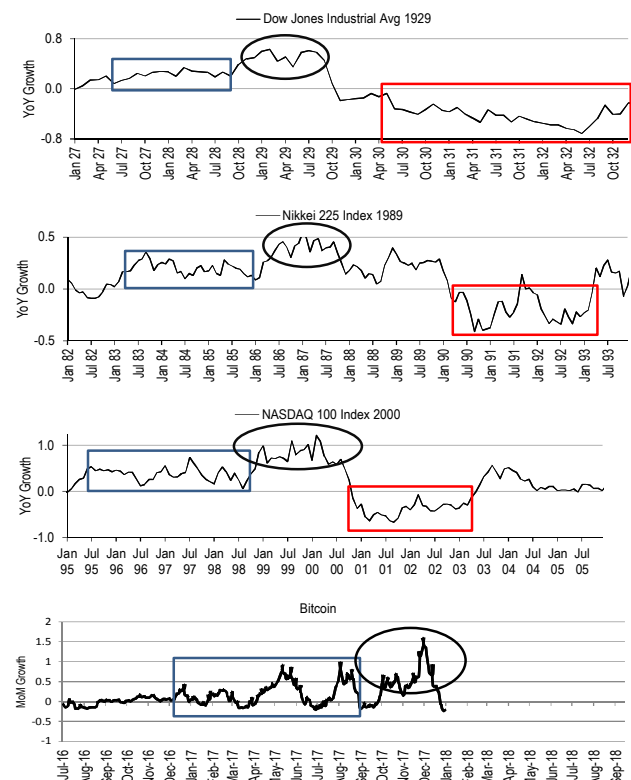 Dow Jones Industrial Avg 1929
YoY Growth
0.8
0.0
-0.8
Jan 27 Apr 27 Jul 27 Oct 27 Jan 28 Apr 28 Jul 28 Oct 28 Jan 29 Apr 29 Jul 29 Oct 29 Jan 30 Apr 30 Jul 30 Oct 30 Jan 31 Apr 31 Jul 31 Oct 31 Jan 32 Apr 32 Jul 32 Oct 32
Nikkei 225 Index 1989
YoY Growth
0.5
0.0
-0.5
Jan 82 Jul 82 Jan 83 Jul 83 Jan 84 Jul 84 Jan 85 Jul 85 Jan 86 Jul 86 Jan 87 Jul 87 Jan 88 Jul 88 Jan 89 Jul 89 Jan 90 Jul 90 Jan 91 Jul 91 Jan 92 Jul 92 Jan 93 Jul 93
NASDAQ 100 Index 2000
YoY Growth
1.0
0.0
-1.0
Jan Jul Jan Jul Jan Jul Jan Jul Jan Jul Jan Jul Jan Jul Jan Jul Jan Jul Jan Jul Jan Jul
95 95 96 96 97 97 98 98 99 99 00 00 01 01 02 02 03 03 04 04 05 05
Bitcoin
MoM Growth
2
1.5
1
0.5
0
-0.5
-1
Jul-16 Aug-16 Sep-16 Oct-16 Nov-16 Dec-16 Jan-17 Feb-17 Mar-17 Apr-17 May-17 Jun-17 Jul-17 Aug-17 Sep-17 Oct-17 Nov-17 Dec-17 Jan-18 Feb-18 Mar-18 Apr-18 May-18 Jun-18 Jul-18 Aug-18 Sep-18